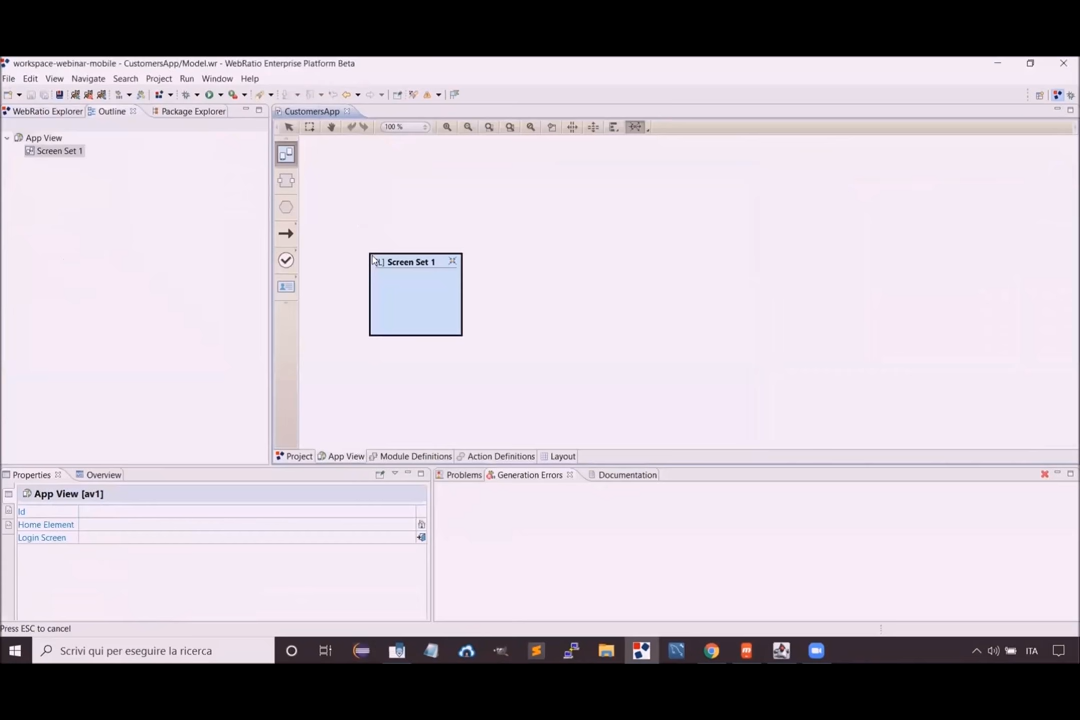 workspace-webinar-mobile - CustomersApp/Model.wr - WebRatio Enterprise Platform Beta
File Edit View Navigate Search Project Run Window Help
WebRatio Explorer Outline Package Explorer
CustomersApp
100 %
App View
Screen Set 1
Screen Set 1
Project App View Module Definitions Action Definitions Layout
Properties Overview
Problems Generation Errors Documentation
App View [av1]
Id
Home Element
Login Screen
Press ESC to cancel
Scrivi qui per eseguire la ricerca
ITA